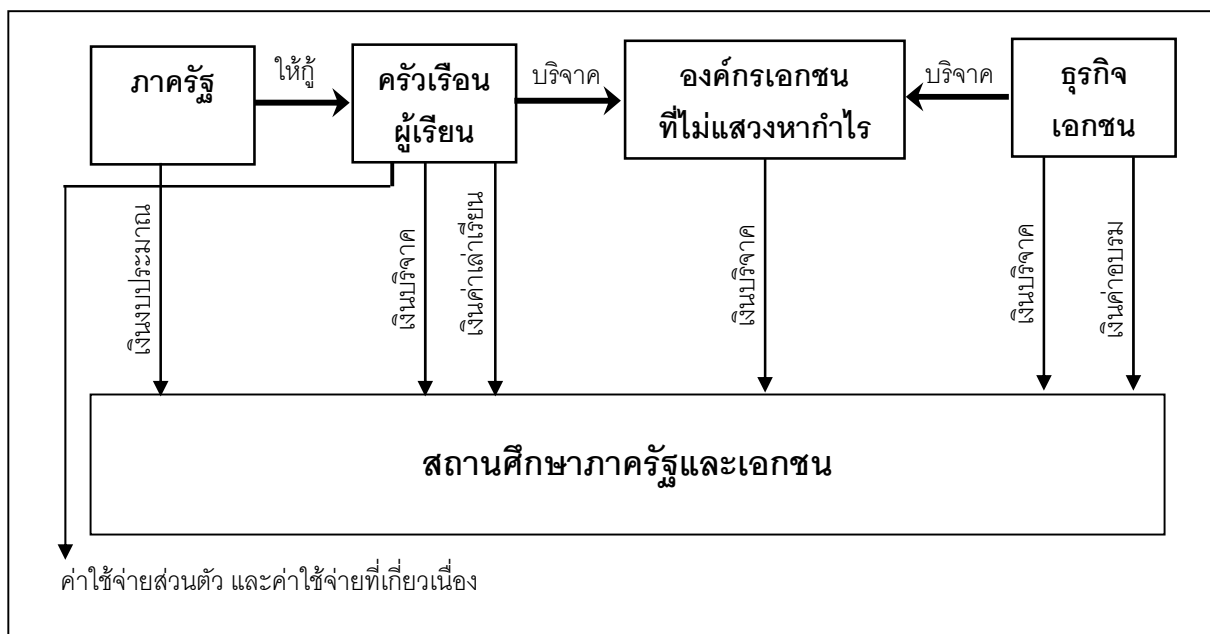 ภาครัฐ
ให้กู้
ครัวเรือน
ผู้เรียน
บริจาค
องค์กรเอกชน
ที่ไม่แสวงหากำไร
บริจาค
ธุรกิจ
เอกชน
เงินงบประมาณ
เงินบริจาค
เงินค่าเล่าเรียน
เงินบริจาค
เงินบริจาค
เงินค่าอบรม
สถานศึกษาภาครัฐและเอกชน
ค่าใช้จ่ายส่วนตัว และค่าใช้จ่ายที่เกี่ยวเนื่อง